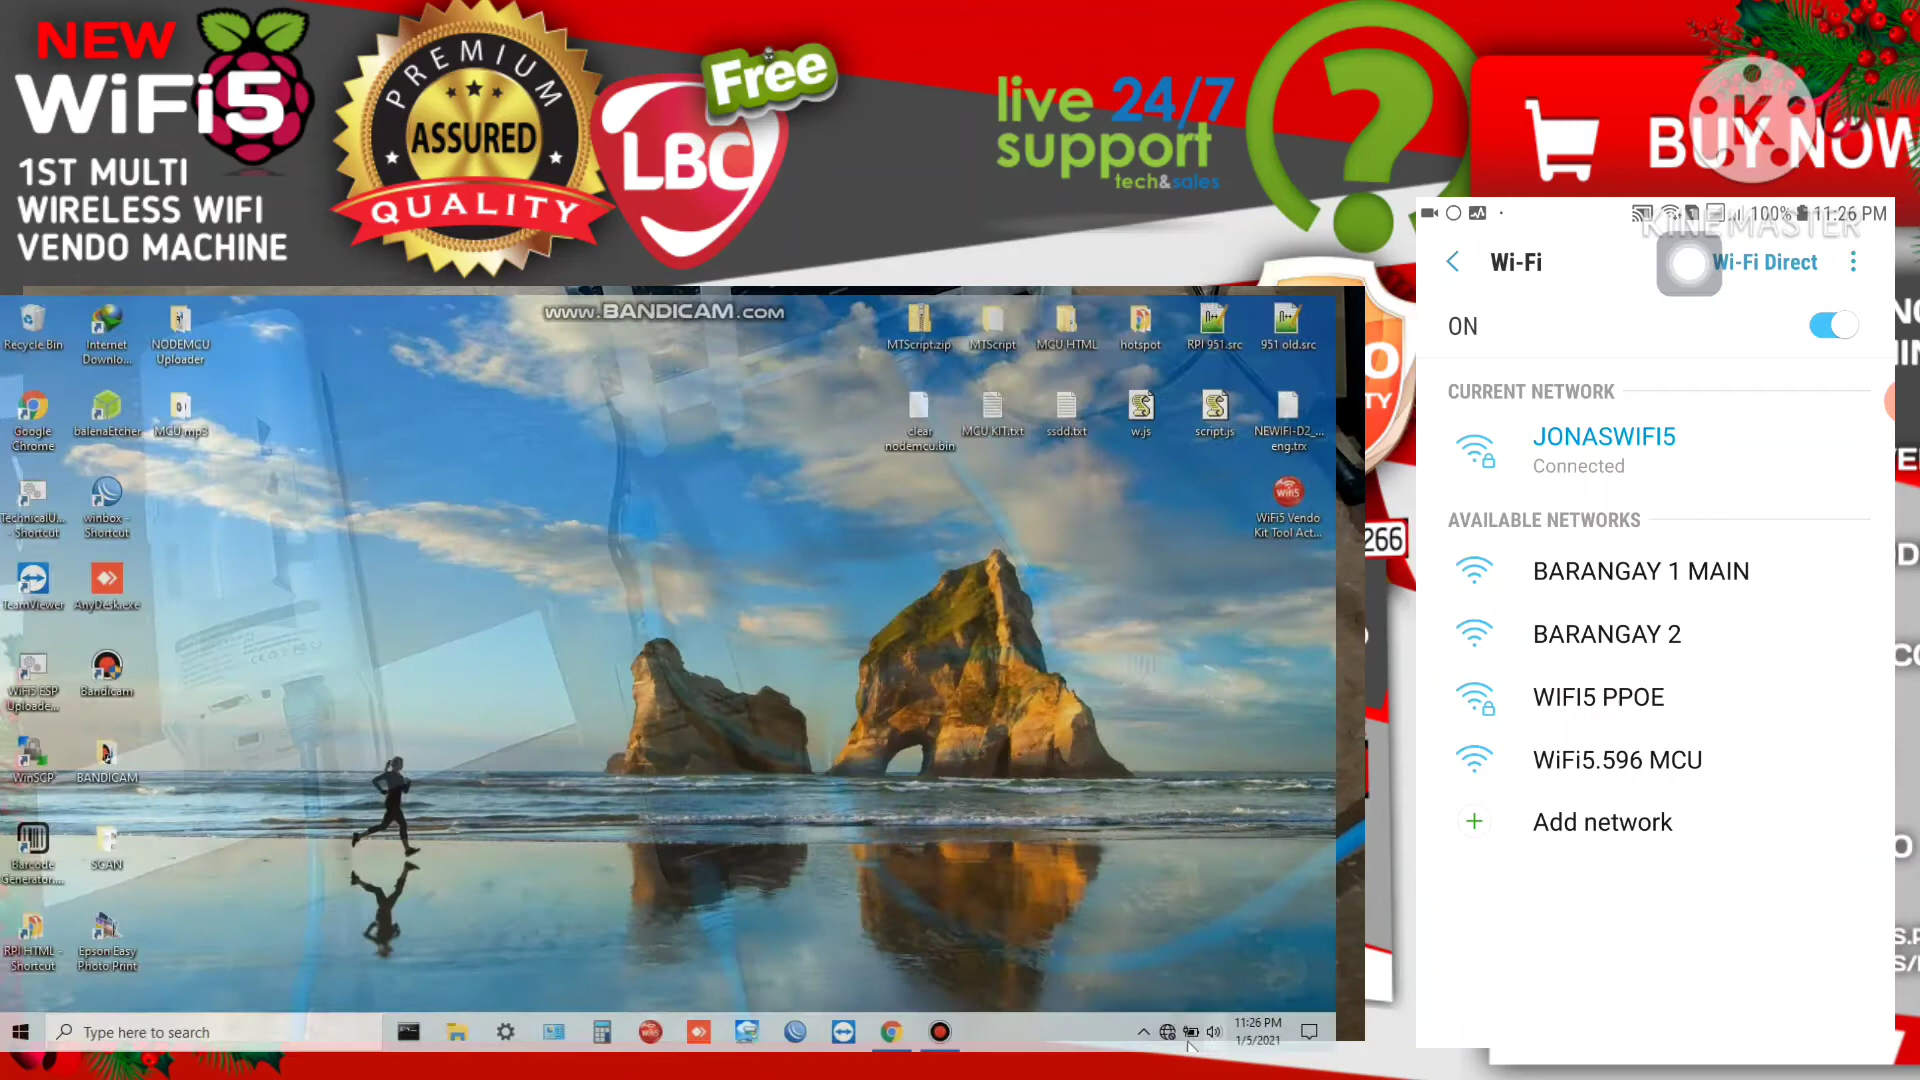 NEW
WiFi5
1ST MULTI
WIRELESS WIFI
VENDO MACHINE
PREMIUM
ASSURED
QUALITY
Free
LBC
live 24/7
support
tech&sales
BUY NOW
KINEMASTER
100% 11:26 PM
Wi-Fi
Wi-Fi Direct
ON
CURRENT NETWORK
JONASWIFI5
Connected
AVAILABLE NETWORKS
BARANGAY 1 MAIN
BARANGAY 2
WIFI5 PPOE
WiFi5.596 MCU
Add network
266
www.BANDICAM.com
Recycle Bin
Internet
Downlo...
NODEMCU
Uploader
MTScript.zip
MTScript
MCU HTML
hotspot
RPI 951.src
951 old.src
Google
Chrome
balenaEtcher
MCU mp3
clear
nodemcu.bin
MCU KIT.txt
ssdd.txt
w.js
script.js
NEWIFI-D2_...
eng.trx
TechnicalU...
- Shortcut
winbox -
Shortcut
WiFi5 Vendo
Kit Tool Act...
TeamViewer
AnyDesk.exe
WiFi5 ESP
Uploade...
Bandicam
WinSCP
BANDICAM
Barcode
Generator....
SCAN
RPI HTML -
Shortcut
Epson Easy
Photo Print
Type here to search
11:26 PM
1/5/2021